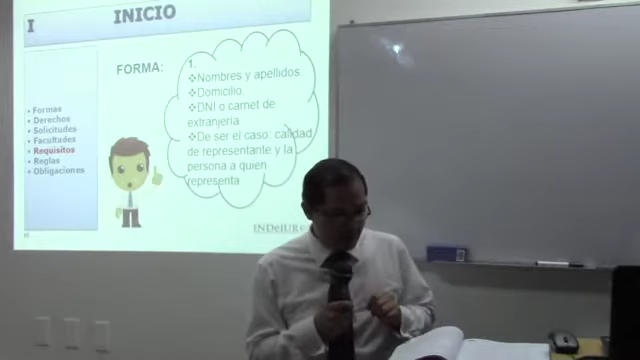 I
INICIO
FORMA:
1.
❖Nombres y apellidos.
❖Domicilio.
❖DNI o carnet de
extranjería
❖De ser el caso: calidad
de representante y la
persona a quien
representa
• Formas
• Derechos
• Solicitudes
• Facultades
• Requisitos
• Reglas
• Obligaciones
INDeIUR